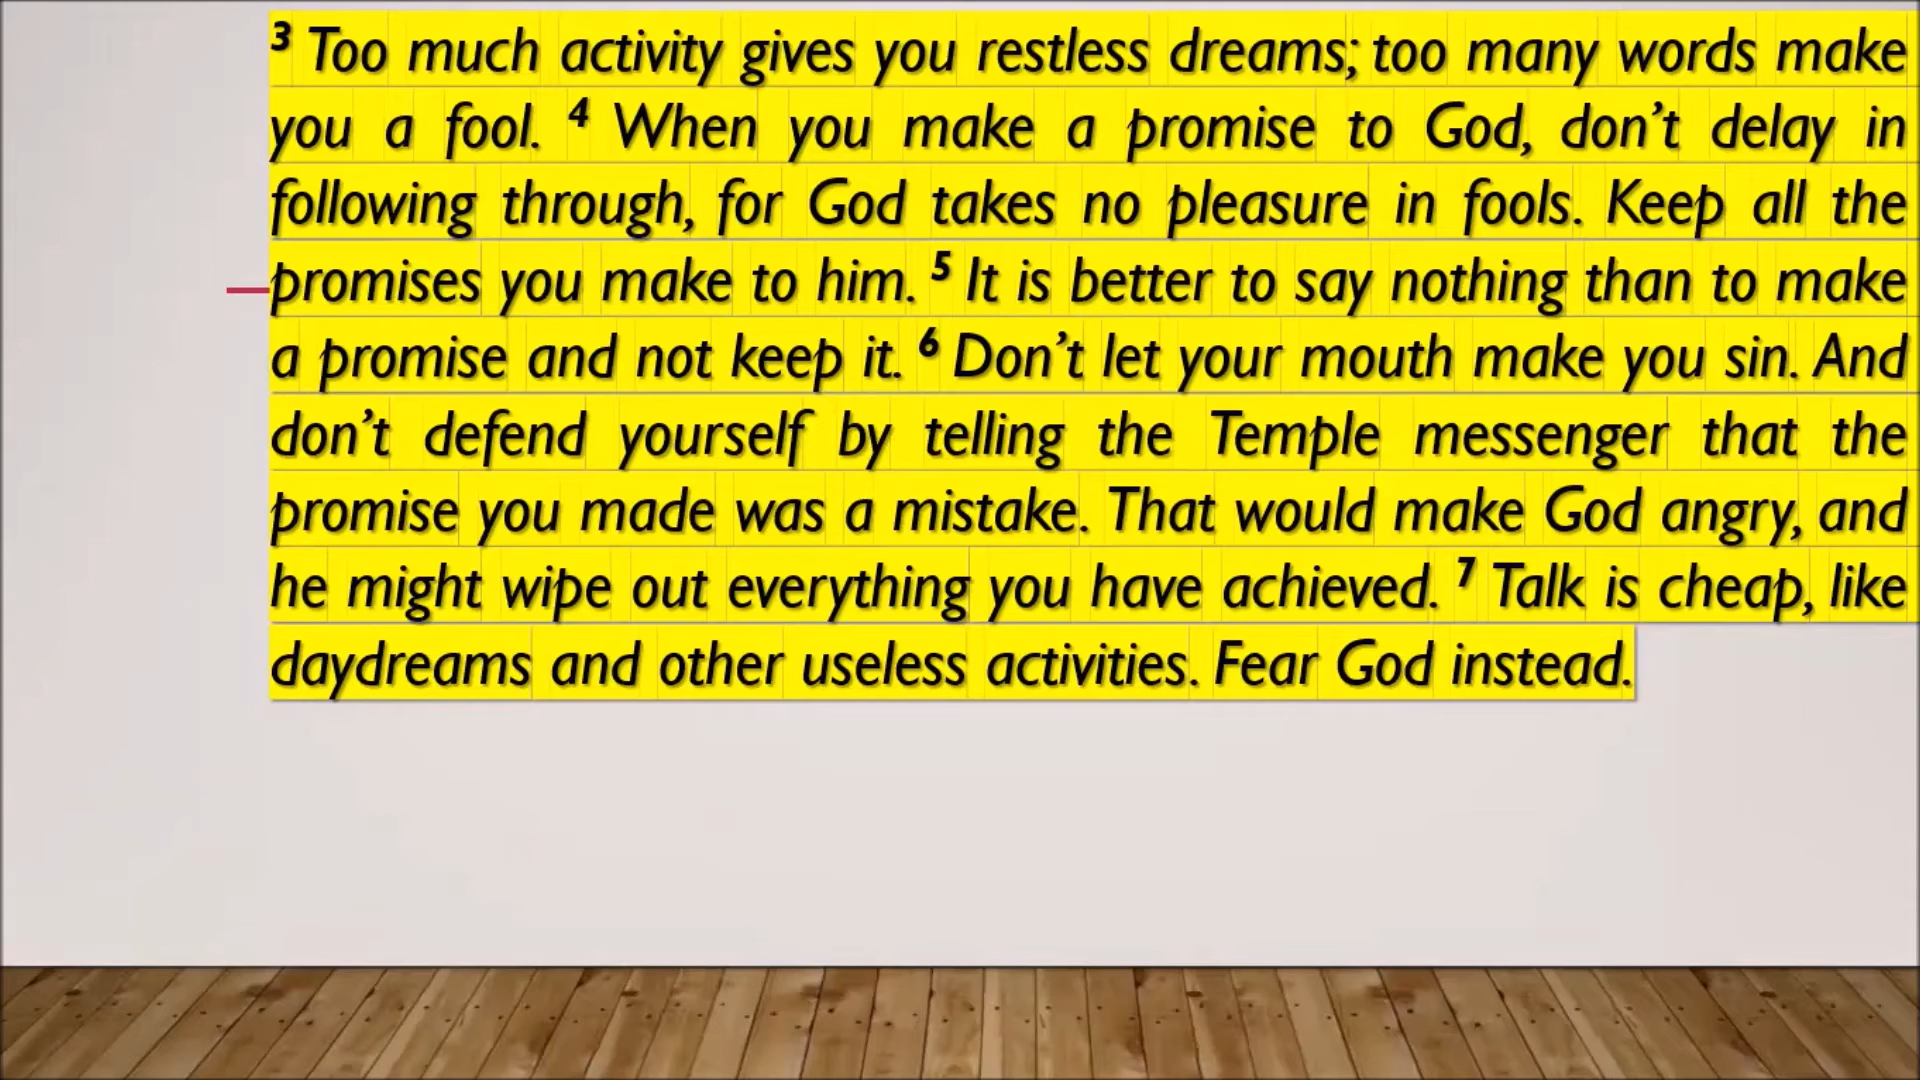 3 Too much activity gives you restless dreams; too many words make
you a fool. 4 When you make a promise to God, don’t delay in
following through, for God takes no pleasure in fools. Keep all the
promises you make to him. 5 It is better to say nothing than to make
a promise and not keep it. 6 Don’t let your mouth make you sin. And
don’t defend yourself by telling the Temple messenger that the
promise you made was a mistake. That would make God angry, and
he might wipe out everything you have achieved. 7 Talk is cheap, like
daydreams and other useless activities. Fear God instead.